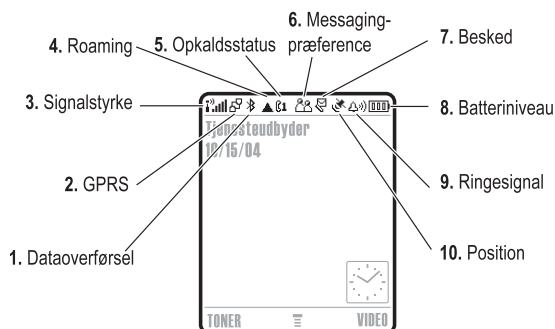 6. Messaging-
præference
4. Roaming
5. Opkaldsstatus
7. Besked
3. Signalstyrke
8. Batteriniveau
Tjenesteudbyder
10/15/04
2. GPRS
9. Ringesignal
1. Dataoverførsel
10. Position
TONER
VIDEO